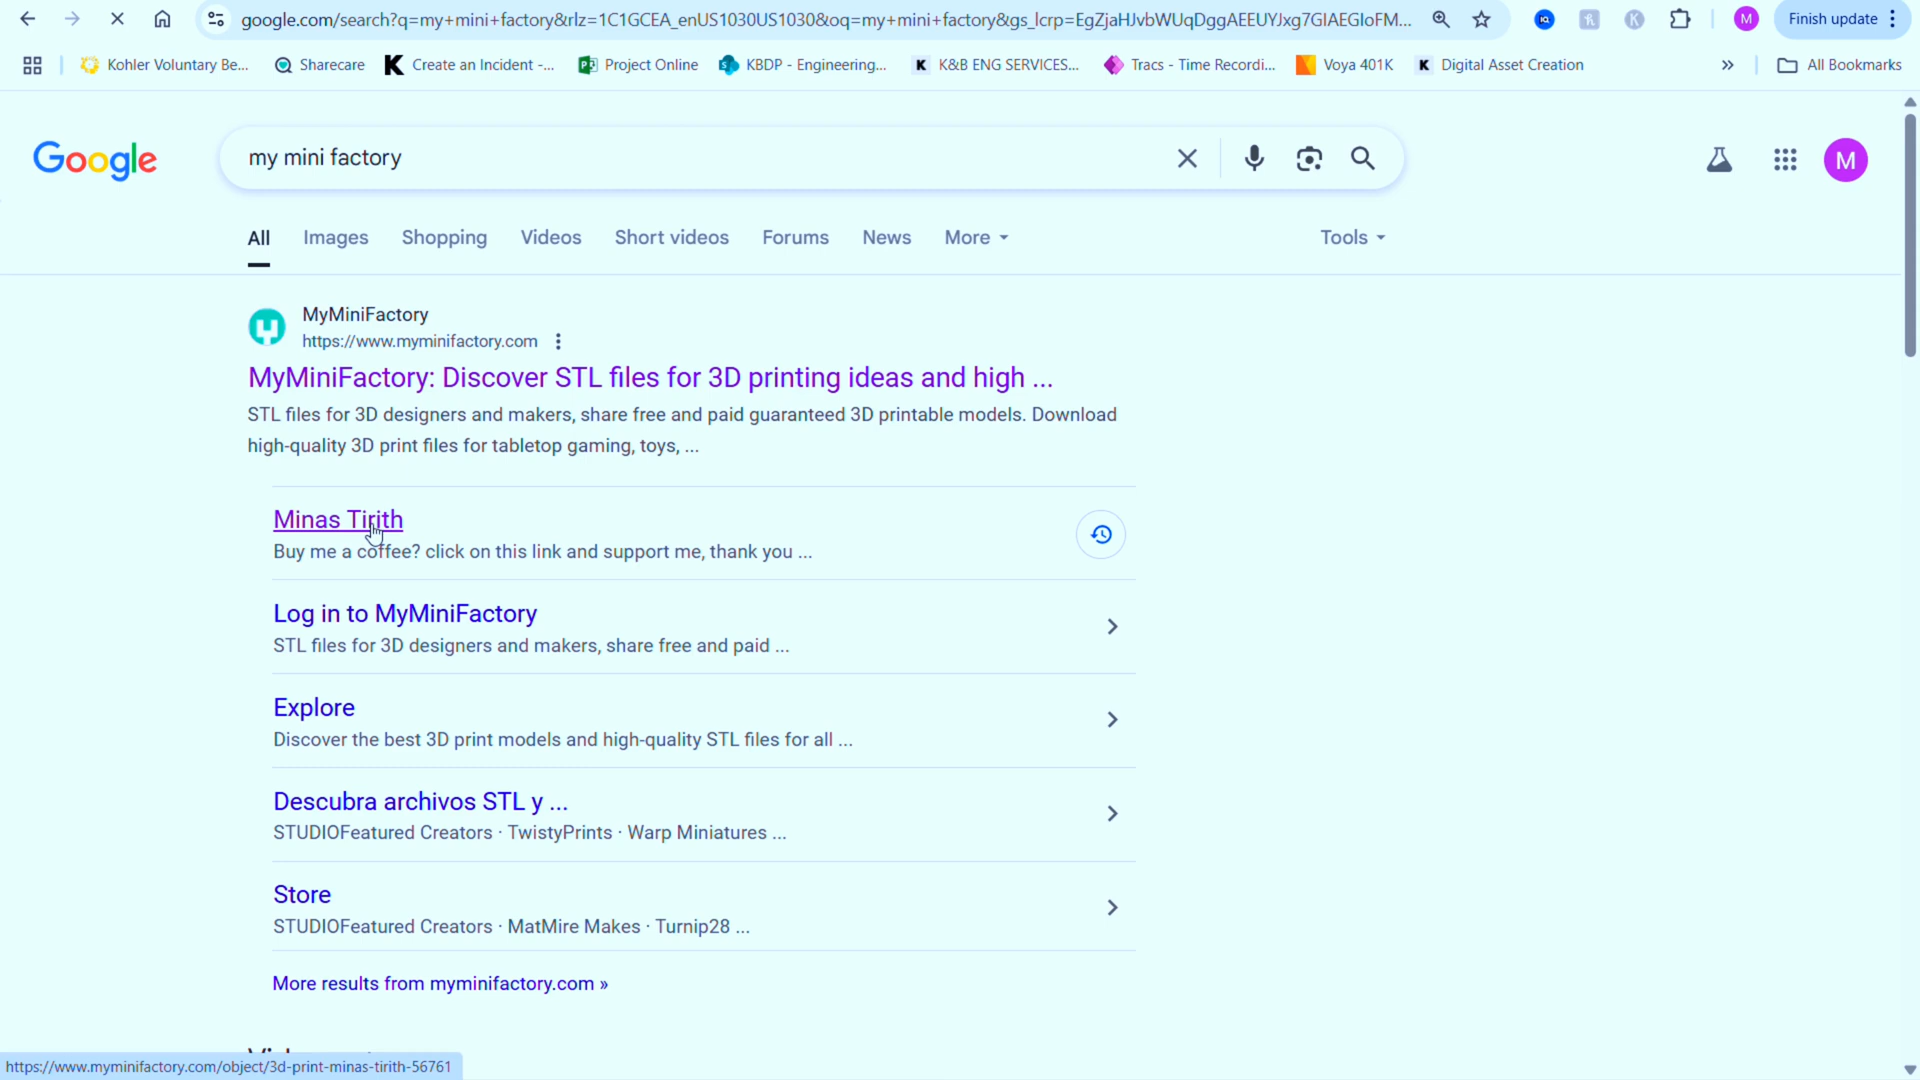 google.com/search?q=my+mini+factory&rlz=1C1GCEA_enUS1030US1030&oq=my+mini+factory&gs_lcrp=EgZjaHJvbWUqDggAEEUYJxg7GIAEGIoFM...
M
Finish update
Kohler Voluntary Be...
Sharecare
Create an Incident -...
Project Online
KBDP - Engineering...
K&B ENG SERVICES...
Tracs - Time Recordi...
Voya 401K
Digital Asset Creation
All Bookmarks
Google
my mini factory
M
All
Images
Shopping
Videos
Short videos
Forums
News
More
Tools
MyMiniFactory
https://www.myminifactory.com
MyMiniFactory: Discover STL files for 3D printing ideas and high ...
STL files for 3D designers and makers, share free and paid guaranteed 3D printable models. Download
high-quality 3D print files for tabletop gaming, toys, ...
Minas Tirith
Buy me a coffee? click on this link and support me, thank you ...
Log in to MyMiniFactory
STL files for 3D designers and makers, share free and paid ...
Explore
Discover the best 3D print models and high-quality STL files for all ...
Descubra archivos STL y ...
STUDIOFeatured Creators · TwistyPrints · Warp Miniatures ...
Store
STUDIOFeatured Creators · MatMire Makes · Turnip28 ...
More results from myminifactory.com »
https://www.myminifactory.com/object/3d-print-minas-tirith-56761